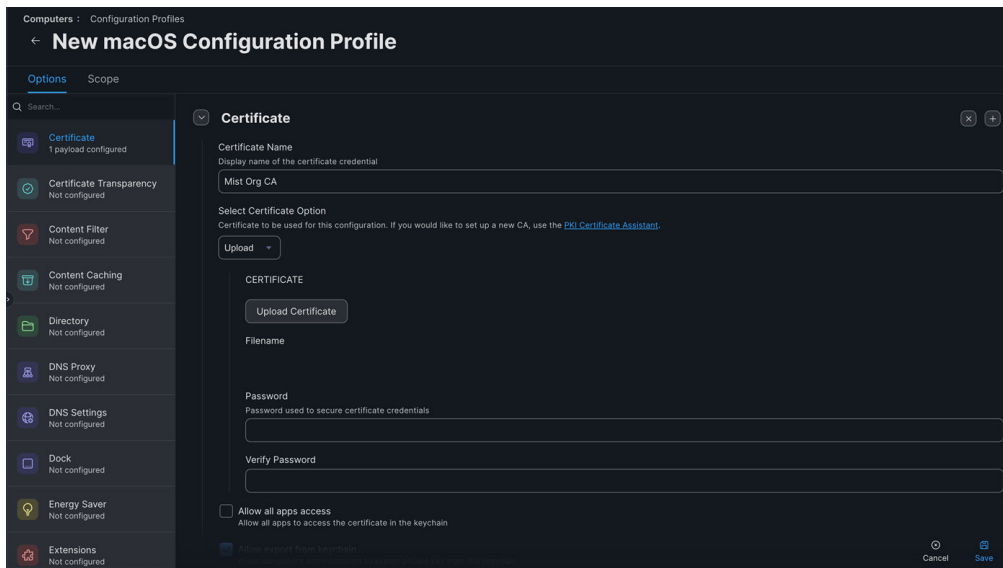 Computers : Configuration Profiles
← New macOS Configuration Profile
Options Scope
Search...
Certificate
1 payload configured
Certificate Transparency
Not configured
Content Filter
Not configured
Content Caching
Not configured
Directory
Not configured
DNS Proxy
Not configured
DNS Settings
Not configured
Dock
Not configured
Energy Saver
Not configured
Extensions
Not configured
Certificate
Certificate Name
Display name of the certificate credential
Mist Org CA
Select Certificate Option
Certificate to be used for this configuration. If you would like to set up a new CA, use the PKI Certificate Assistant.
Upload
CERTIFICATE
Upload Certificate
Filename
Password
Password used to secure certificate credentials
Verify Password
Allow all apps access
Allow all apps to access the certificate in the keychain
Allow export from keychain
Cancel Save